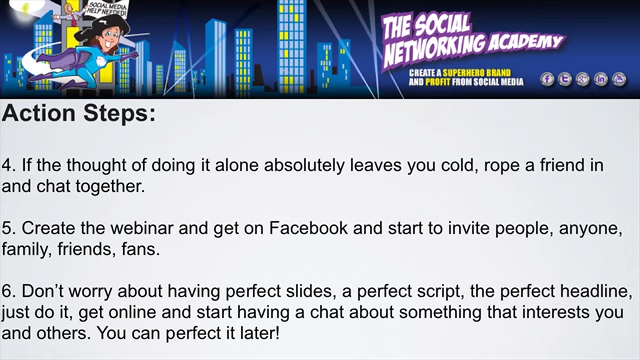 SOCIAL MEDIA
HELP NEEDED!
THE SOCIAL
NETWORKING ACADEMY
CREATE A SUPERHERO BRAND
AND PROFIT FROM SOCIAL MEDIA
Action Steps:
4. If the thought of doing it alone absolutely leaves you cold, rope a friend in
and chat together.
5. Create the webinar and get on Facebook and start to invite people, anyone,
family, friends, fans.
6. Don’t worry about having perfect slides, a perfect script, the perfect headline,
just do it, get online and start having a chat about something that interests you
and others. You can perfect it later!